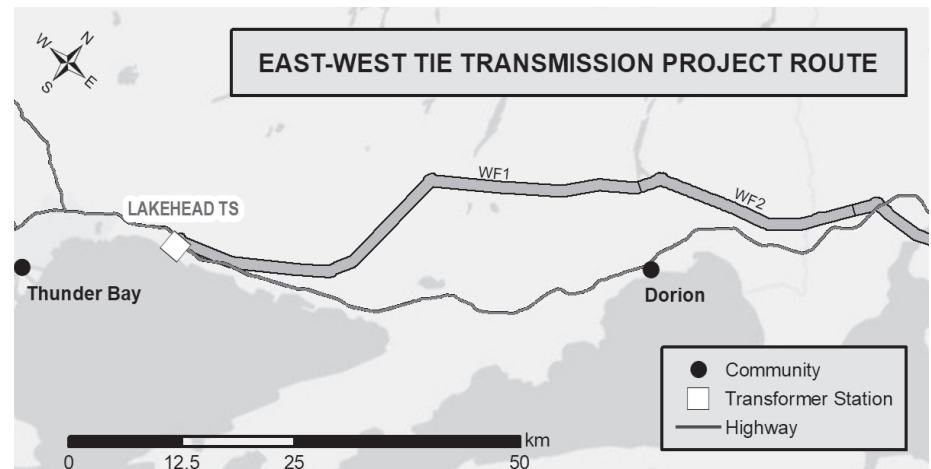 N
W
E
S
EAST-WEST TIE TRANSMISSION PROJECT ROUTE
WF1
WF2
LAKEHEAD TS
Thunder Bay
Dorion
Community
Transformer Station
Highway
km
0 12.5 25 50